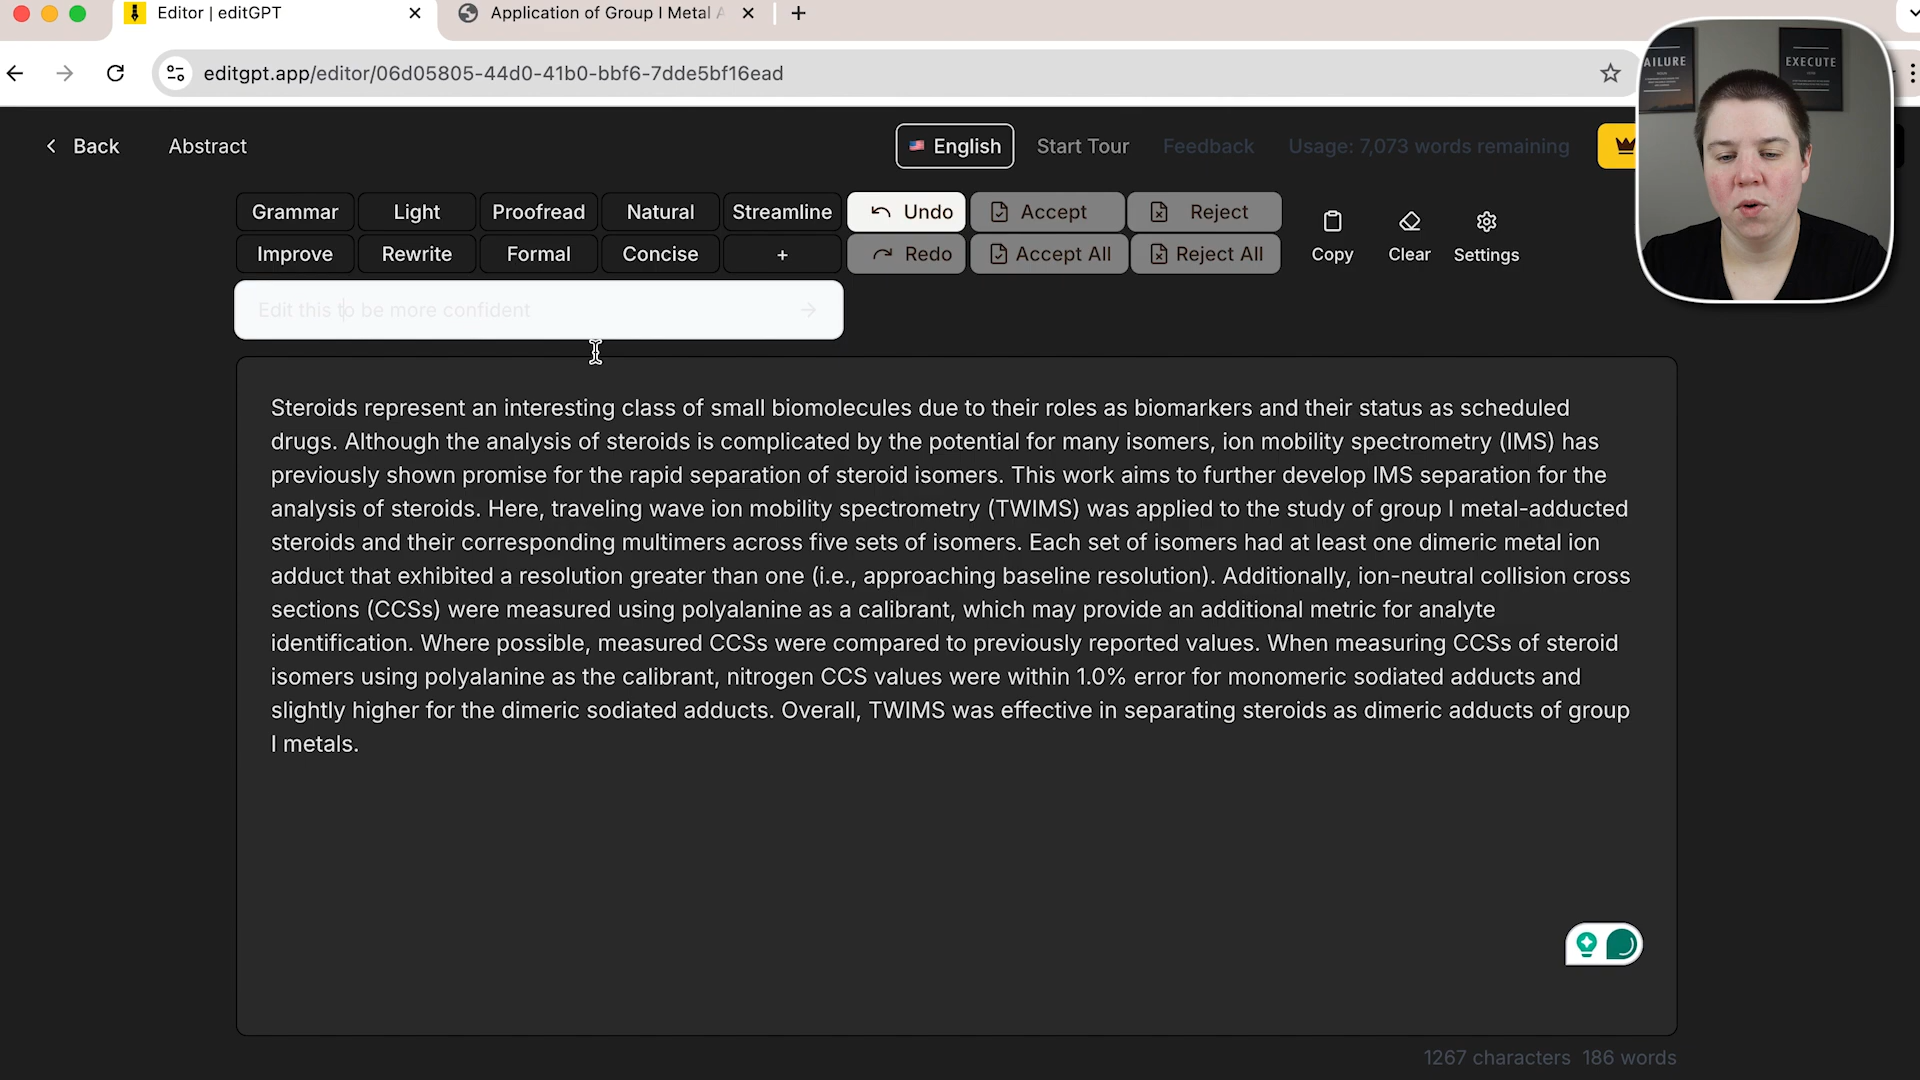 Editor | editGPT
Application of Group I Metal A
editgpt.app/editor/06d05805-44d0-41b0-bbf6-7dde5bf16ead
AILURE
EXECUTE
Back
Abstract
English
Start Tour
Feedback
Usage: 7,073 words remaining
Grammar
Light
Proofread
Natural
Streamline
Undo
Accept
Reject
Improve
Rewrite
Formal
Concise
+
Redo
Accept All
Reject All
Copy
Clear
Settings
Edit this to be more confident
Steroids represent an interesting class of small biomolecules due to their roles as biomarkers and their status as scheduled
drugs. Although the analysis of steroids is complicated by the potential for many isomers, ion mobility spectrometry (IMS) has
previously shown promise for the rapid separation of steroid isomers. This work aims to further develop IMS separation for the
analysis of steroids. Here, traveling wave ion mobility spectrometry (TWIMS) was applied to the study of group I metal-adducted
steroids and their corresponding multimers across five sets of isomers. Each set of isomers had at least one dimeric metal ion
adduct that exhibited a resolution greater than one (i.e., approaching baseline resolution). Additionally, ion-neutral collision cross
sections (CCSs) were measured using polyalanine as a calibrant, which may provide an additional metric for analyte
identification. Where possible, measured CCSs were compared to previously reported values. When measuring CCSs of steroid
isomers using polyalanine as the calibrant, nitrogen CCS values were within 1.0% error for monomeric sodiated adducts and
slightly higher for the dimeric sodiated adducts. Overall, TWIMS was effective in separating steroids as dimeric adducts of group
I metals.
1267 characters 186 words